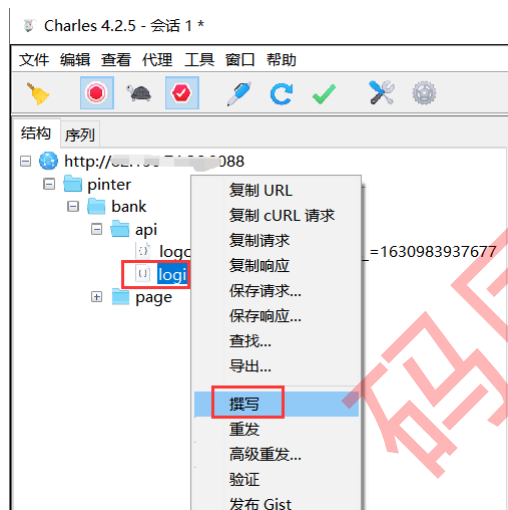 Charles 4.2.5 - 会话 1 *
文件 编辑 查看 代理 工具 窗口 帮助
结构 序列
http://
088
pinter
bank
api
logo
_=1630983937677
logi
page
复制 URL
复制 cURL 请求
复制请求
复制响应
保存请求...
保存响应...
查找...
导出...
撰写
重发
高级重发...
验证
发布 Gist
码